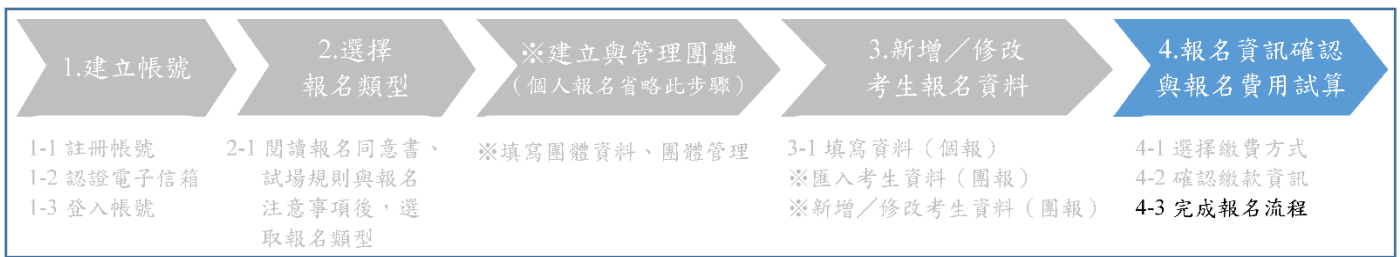 1.建立帳號
2.選擇
報名類型
※建立與管理團體
（個人報名省略此步驟）
3.新增／修改
考生報名資料
4.報名資訊確認
與報名費用試算
1-1 註冊帳號
1-2 認證電子信箱
1-3 登入帳號
2-1 閱讀報名同意書、
試場規則與報名
注意事項後，選
取報名類型
※填寫團體資料、團體管理
3-1 填寫資料（個報）
※匯入考生資料（團報）
※新增／修改考生資料（團報）
4-1 選擇繳費方式
4-2 確認繳款資訊
4-3 完成報名流程